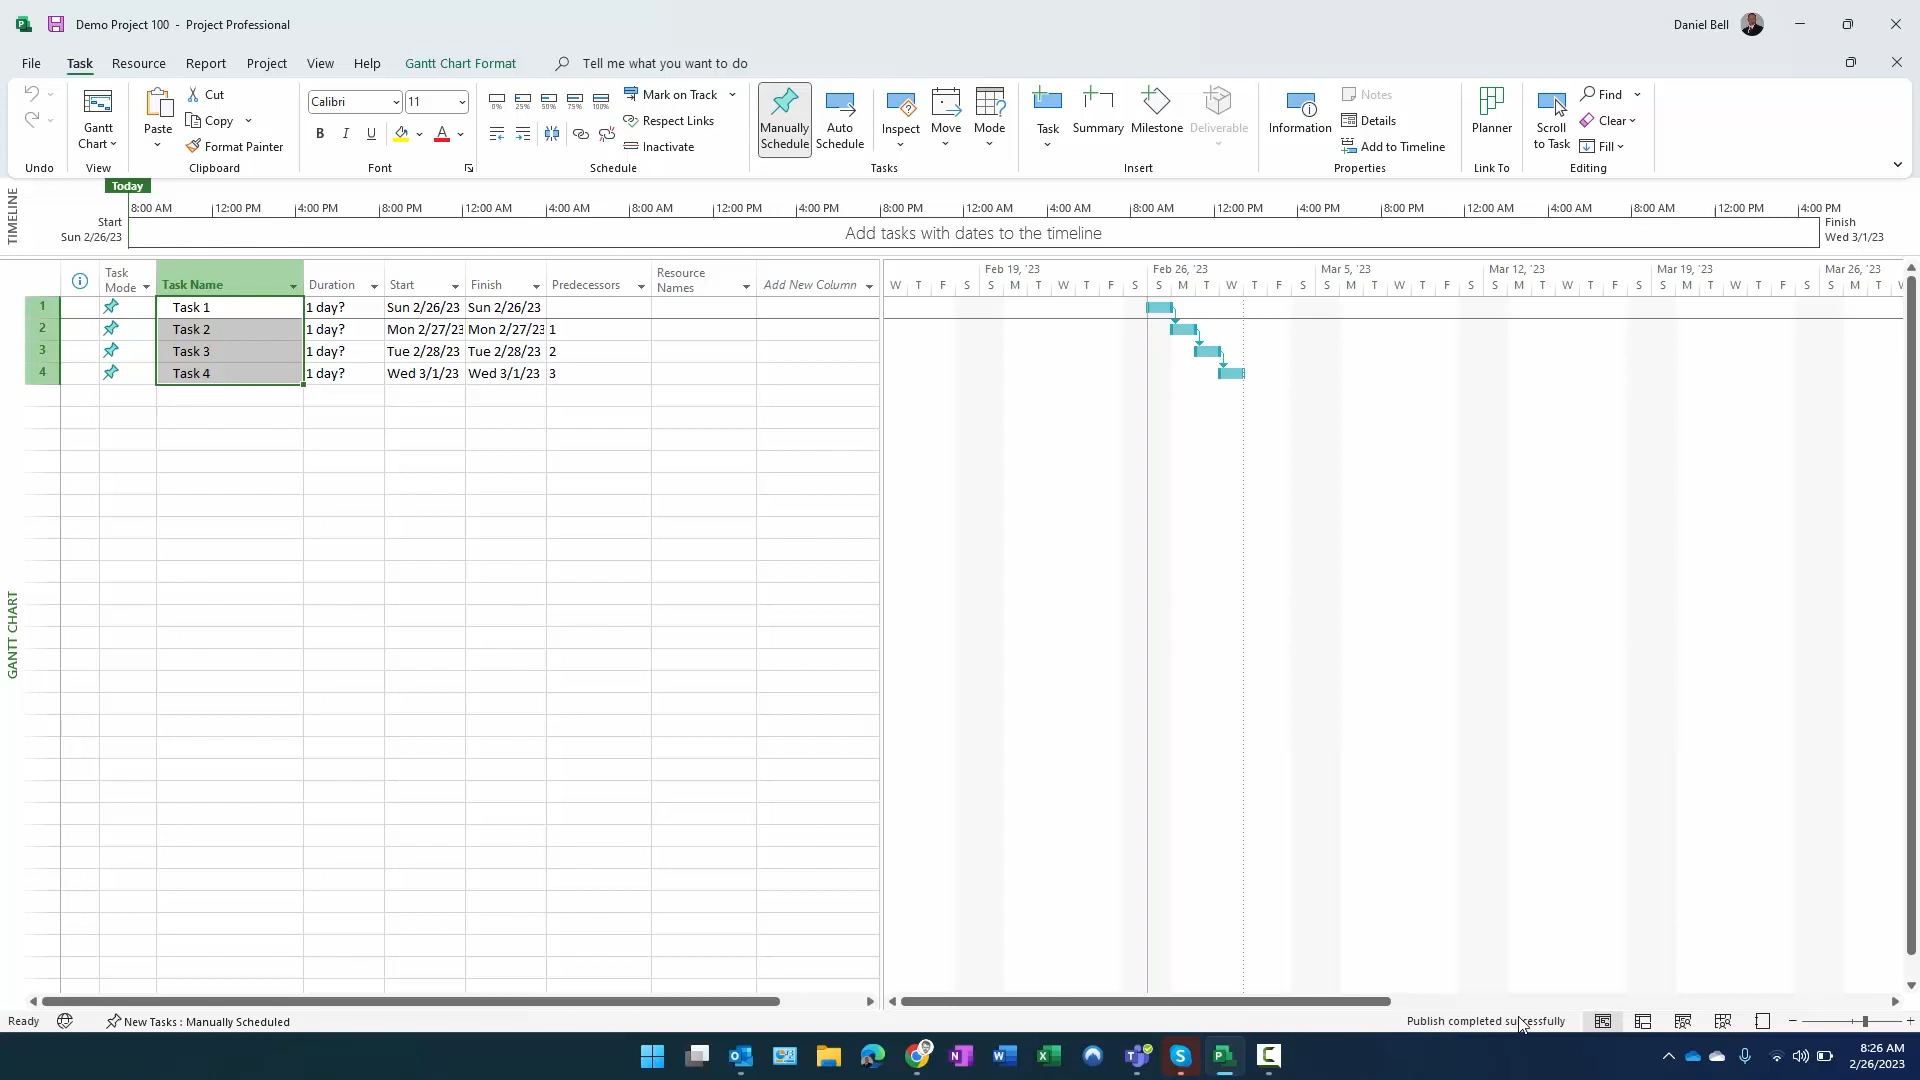 Demo Project 100 - Project Professional
Daniel Bell
File Task Resource Report Project View Help Gantt Chart Format Tell me what you want to do
Gantt Chart
Paste
Cut
Copy
Format Painter
Calibri 11
B I U A
0% 25% 50% 75% 100%
Mark on Track
Respect Links
Inactivate
Manually Schedule
Auto Schedule
Inspect
Move
Mode
Task
Summary
Milestone
Deliverable
Information
Notes
Details
Add to Timeline
Planner
Scroll to Task
Find
Clear
Fill
Undo View Clipboard Font Schedule Tasks Insert Properties Link To Editing
TIMELINE
Today
8:00 AM 12:00 PM 4:00 PM 8:00 PM 12:00 AM 4:00 AM 8:00 AM 12:00 PM 4:00 PM 8:00 PM 12:00 AM 4:00 AM 8:00 AM 12:00 PM 4:00 PM 8:00 PM 12:00 AM 4:00 AM 8:00 AM 12:00 PM 4:00 PM
Start
Sun 2/26/23
Add tasks with dates to the timeline
Finish
Wed 3/1/23
Task Mode Task Name Duration Start Finish Predecessors Resource Names Add New Column
Feb 19, '23 Feb 26, '23 Mar 5, '23 Mar 12, '23 Mar 19, '23 Mar 26, '23
W T F S S M T W T F S S M T W T F S S M T W T F S S M T W T F S S M T W T F S S M T W
1 Task 1 1 day? Sun 2/26/23 Sun 2/26/23
2 Task 2 1 day? Mon 2/27/23 Mon 2/27/23 1
3 Task 3 1 day? Tue 2/28/23 Tue 2/28/23 2
4 Task 4 1 day? Wed 3/1/23 Wed 3/1/23 3
GANTT CHART
Ready New Tasks : Manually Scheduled Publish completed successfully
8:26 AM
2/26/2023